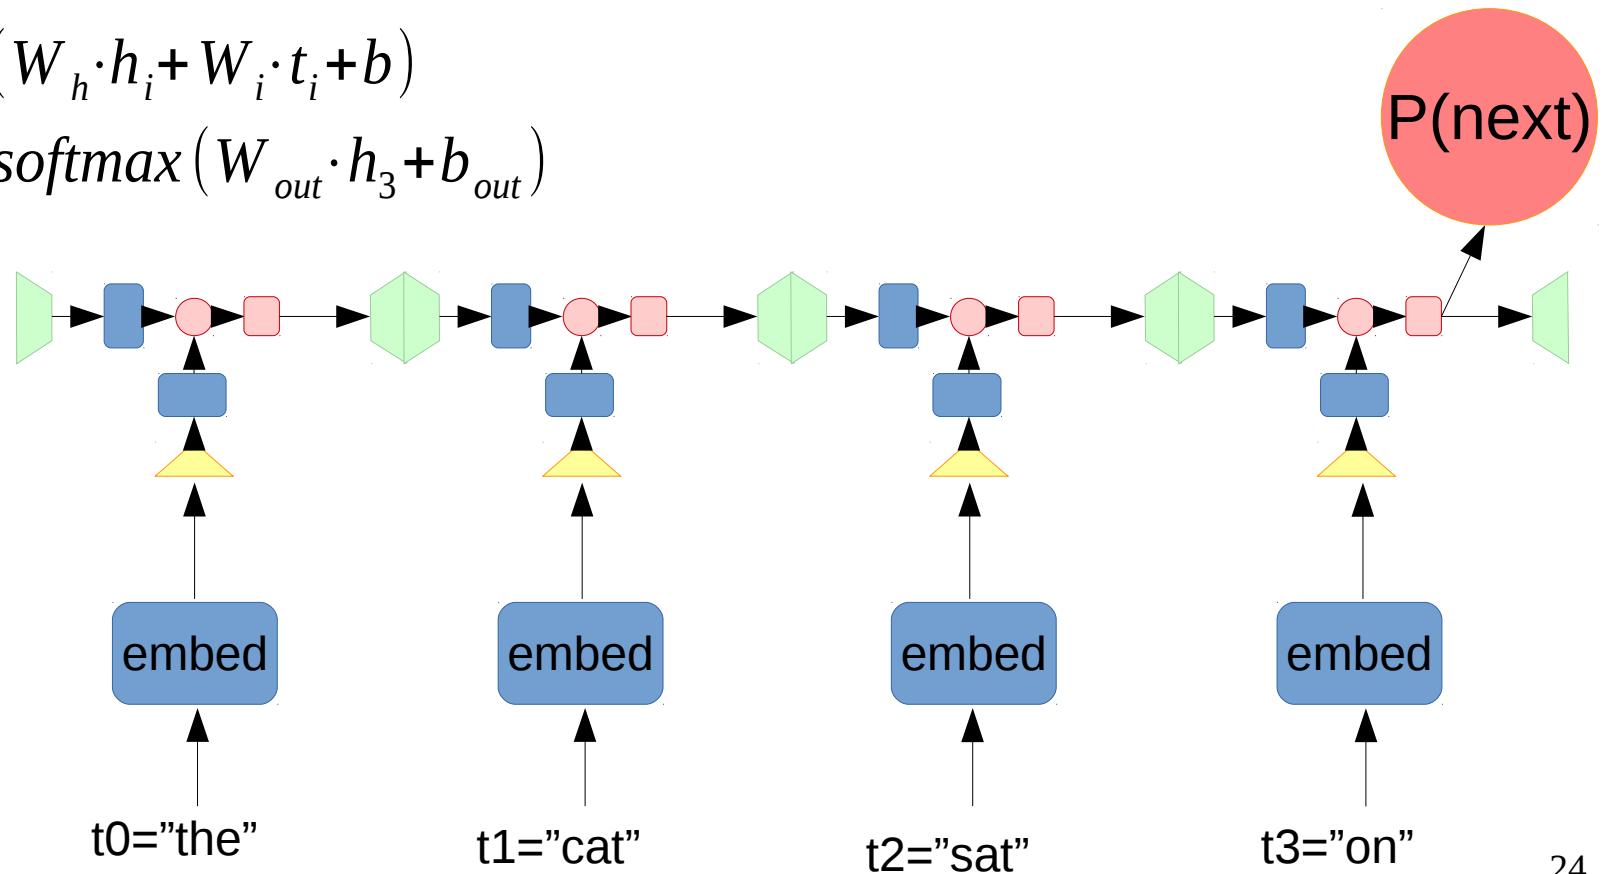 (W_h·h_i+W_i·t_i+b)
softmax(W_out·h_3+b_out)
P(next)
embed embed embed embed
t0=”the” t1=”cat” t2=”sat” t3=”on”
24